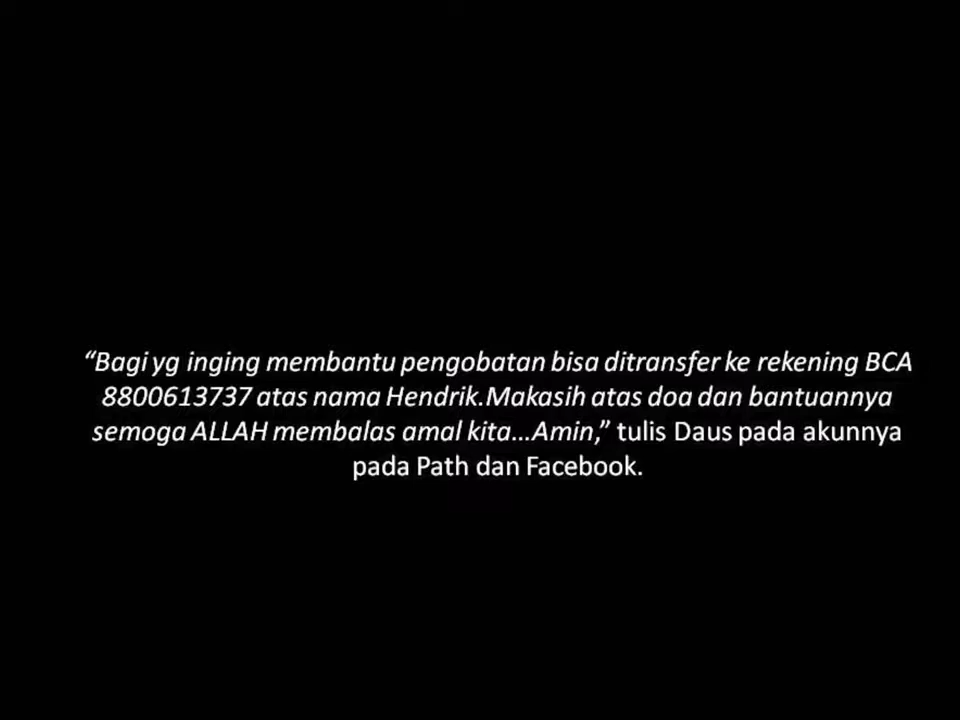 “Bagi yg inging membantu pengobatan bisa ditransfer ke rekening BCA
8800613737 atas nama Hendrik.Makasih atas doa dan bantuannya
semoga ALLAH membalas amal kita...Amin,” tulis Daus pada akunnya
pada Path dan Facebook.